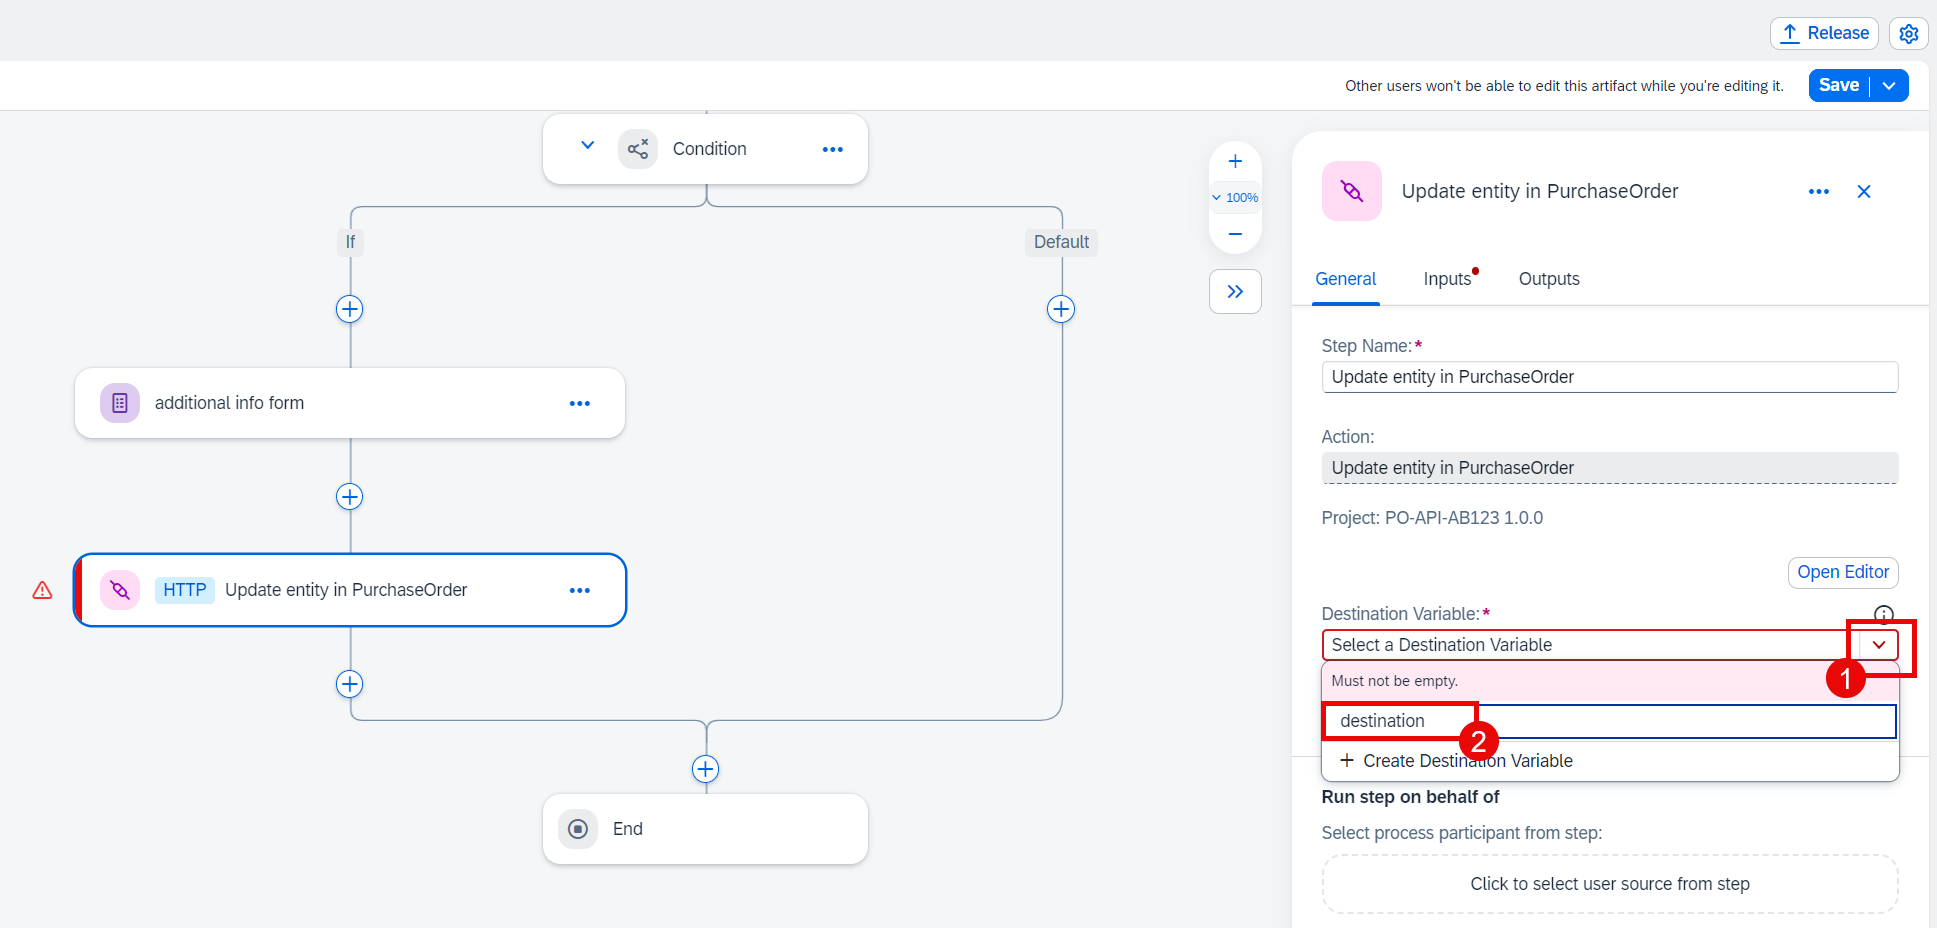 Release
Other users won't be able to edit this artifact while you're editing it.
Save
Condition
100%
Update entity in PurchaseOrder
If
Default
General
Inputs
Outputs
Step Name:*
Update entity in PurchaseOrder
additional info form
Action:
Update entity in PurchaseOrder
Project: PO-API-AB123 1.0.0
Open Editor
HTTP
Update entity in PurchaseOrder
Destination Variable:*
Select a Destination Variable
1
Must not be empty.
destination
2
+ Create Destination Variable
Run step on behalf of
Select process participant from step:
End
Click to select user source from step